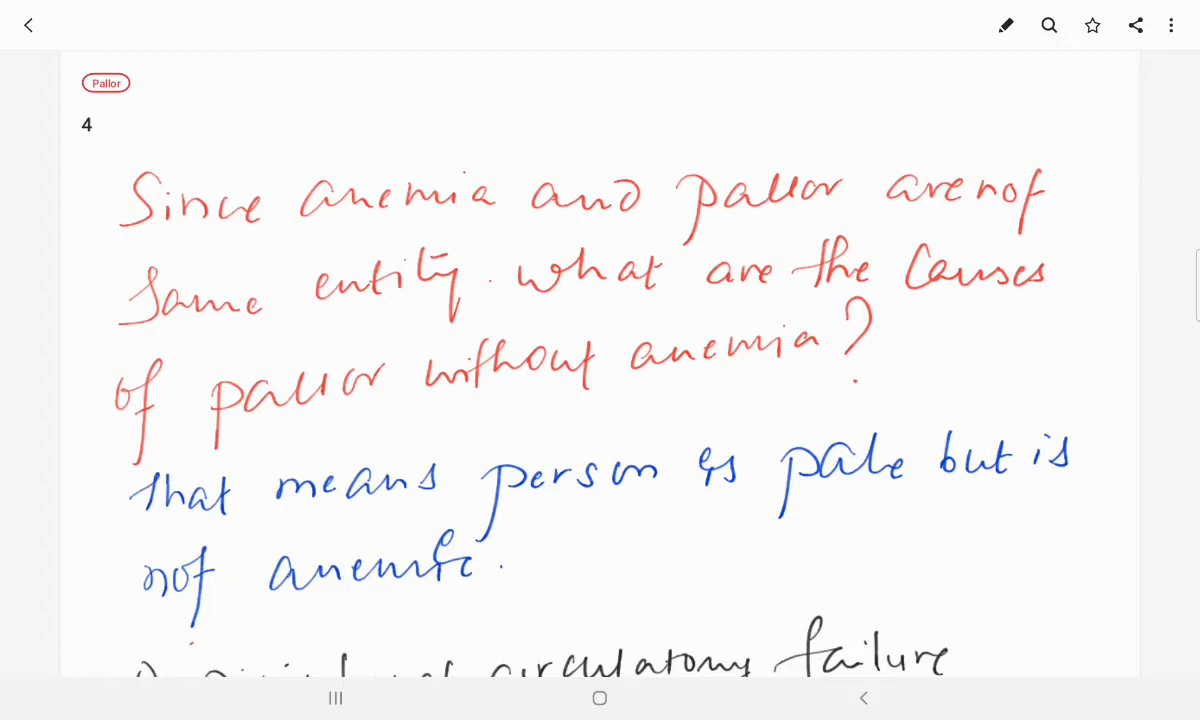 Pallor
4
Since anemia and pallor are not
same entity. what are the Causes
of pallor without anemia?
that means person is pale but is
not anemic.
circulatory failure